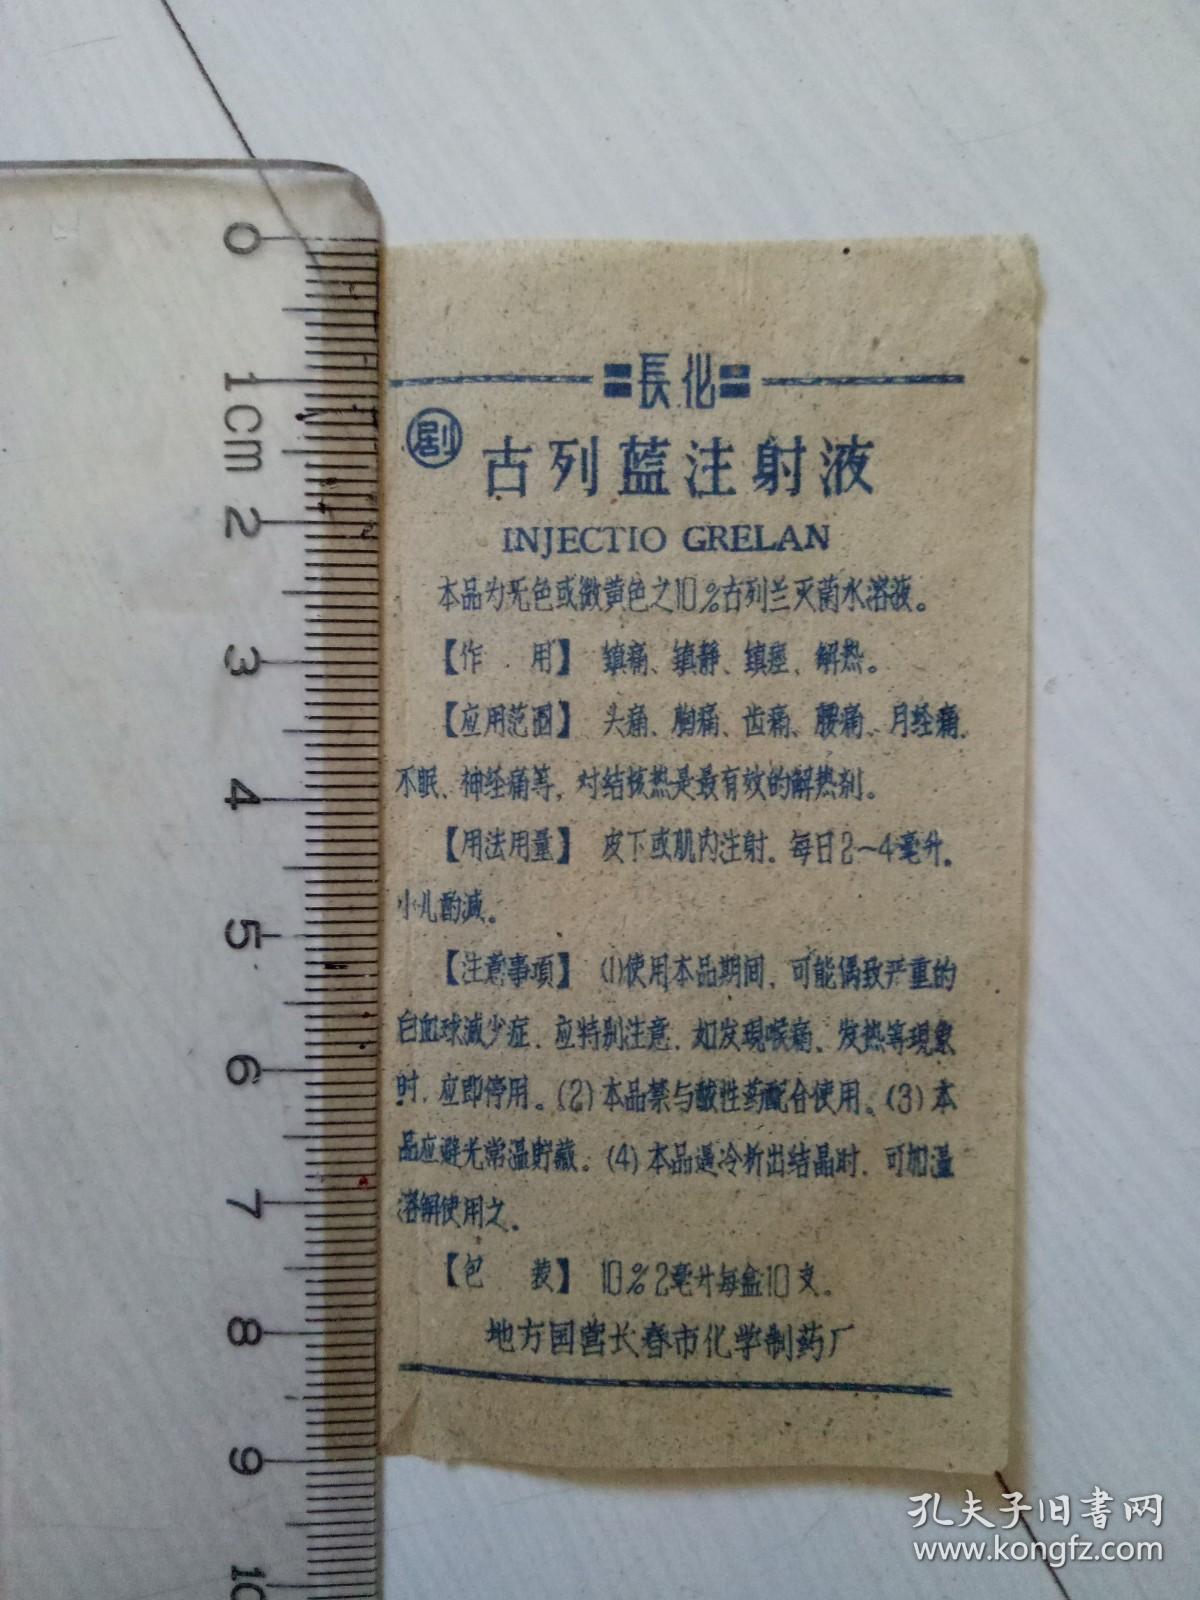 長化
剧
古列蓝注射液
INJECTIO GRELAN
本品为无色或微黄色之10%古列兰灭菌水溶液。
【作 用】 镇痛、镇静、镇痉、解热。
【应用范围】 头痛、胸痛、齿痛、腰痛、月经痛、
不眠、神经痛等，对结核热是最有效的解热剂。
【用法用量】 皮下或肌内注射。每日2～4毫升。
小儿酌减。
【注意事項】 (1)使用本品期间，可能偶致严重的
白血球减少症，应特别注意，如发現喉痛、发热等現象
时，应即停用。(2)本品禁与酸性药配合使用。(3)本
品应避光常温貯藏。(4)本品遇冷析出结晶时，可加温
溶解使用之。
【包 装】 10%2毫升每盒10支。
地方国营长春市化学制药厂
0
1cm
2
3
4
5
6
7
8
9
10
孔夫子旧书网
www.kongfz.com